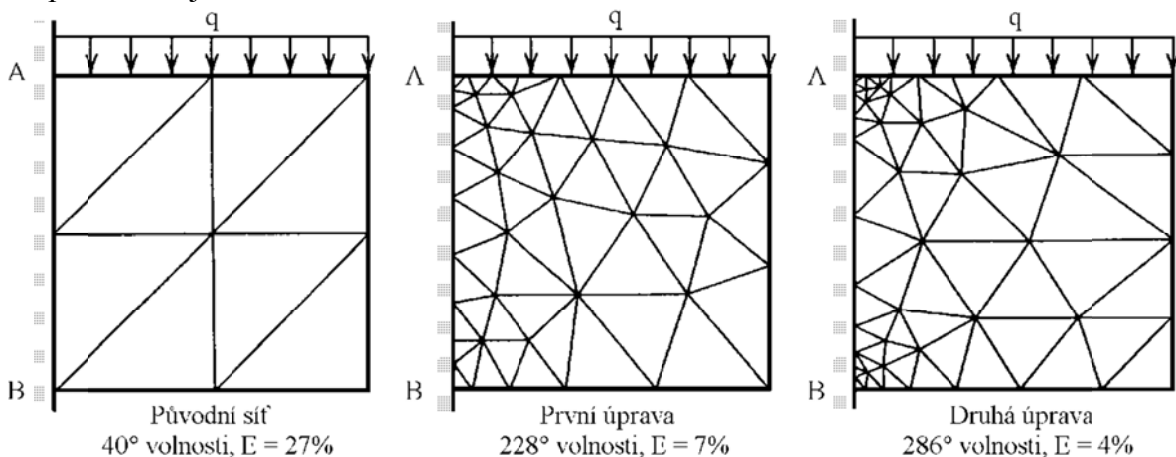 q q q
A A A
B B B
Původní síť
40° volnosti, E = 27%
První úprava
228° volnosti, E = 7%
Druhá úprava
286° volnosti, E = 4%